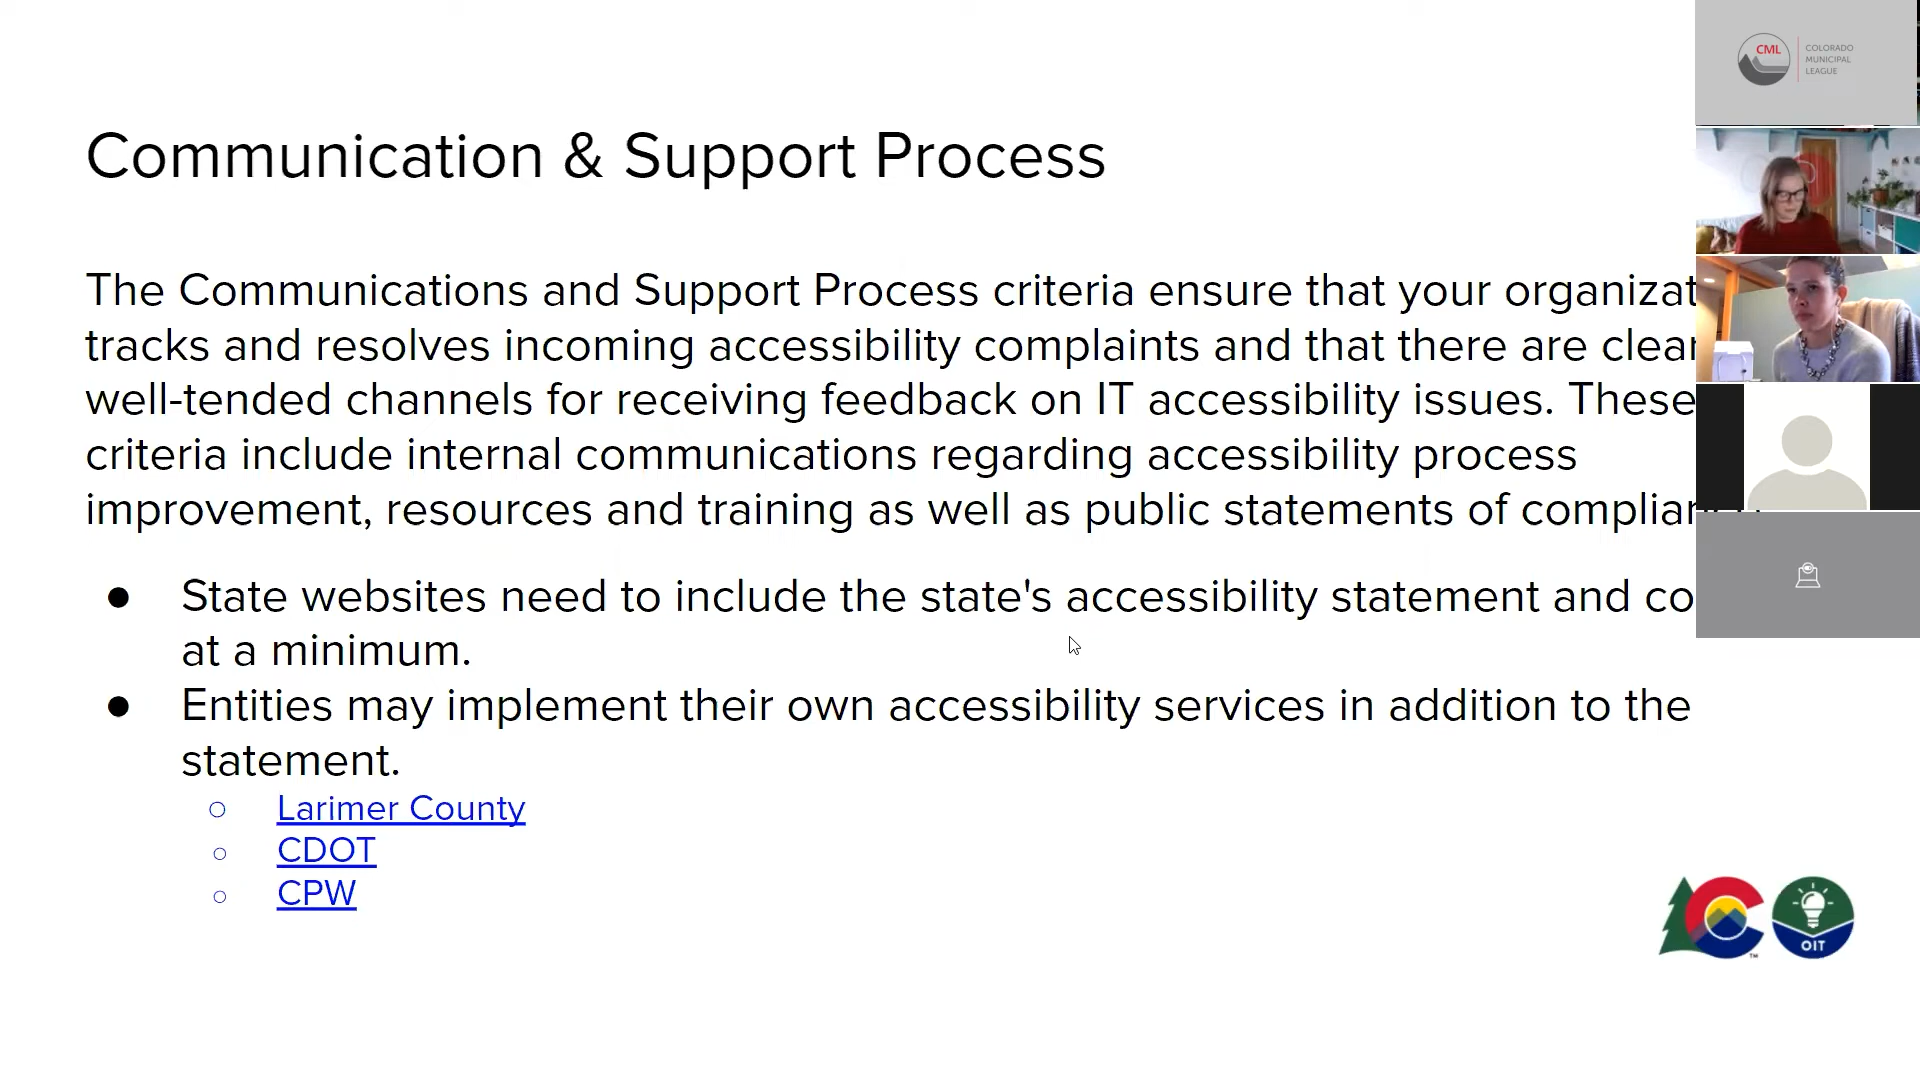 Communication & Support Process
The Communications and Support Process criteria ensure that your organizat
tracks and resolves incoming accessibility complaints and that there are clear
well-tended channels for receiving feedback on IT accessibility issues. These
criteria include internal communications regarding accessibility process
improvement, resources and training as well as public statements of complian
● State websites need to include the state's accessibility statement and co
at a minimum.
● Entities may implement their own accessibility services in addition to the
statement.
○ Larimer County
○ CDOT
○ CPW
CML
COLORADO
MUNICIPAL
LEAGUE
OIT
TM